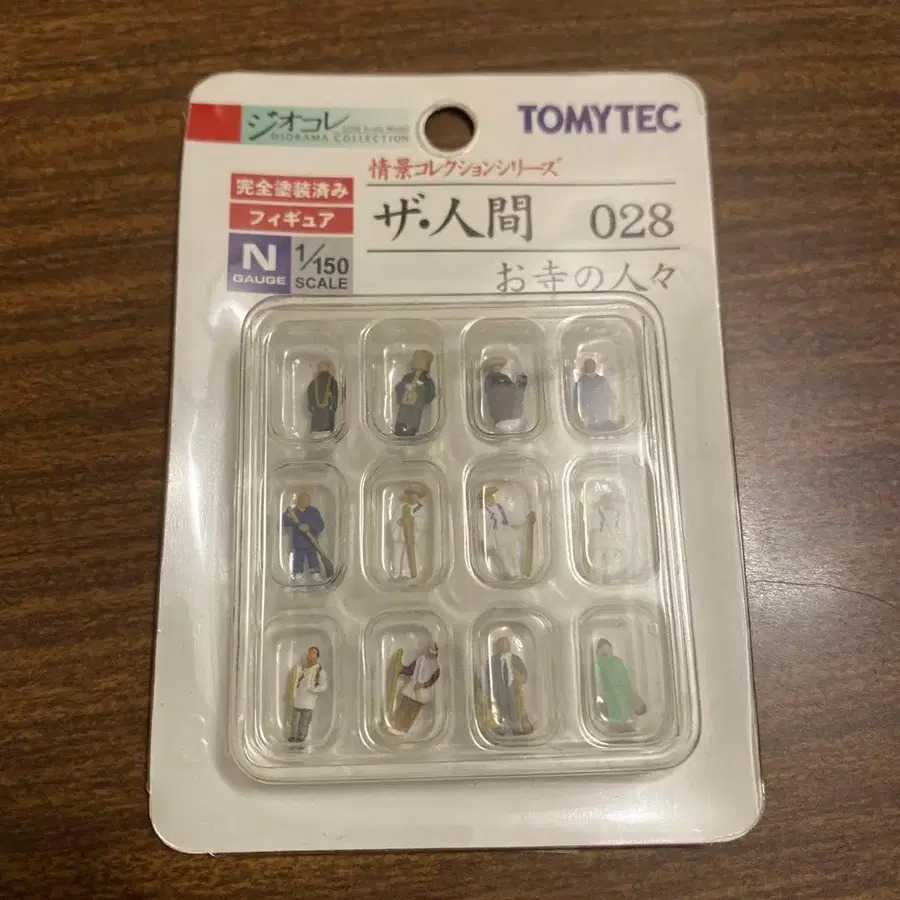 ジオコレ
DIORAMA COLLECTION
TOMYTEC
情景コレクションシリーズ
完全塗装済み
フィギュア
ザ・人間 028
N
GAUGE
1/150
SCALE
お寺の人々